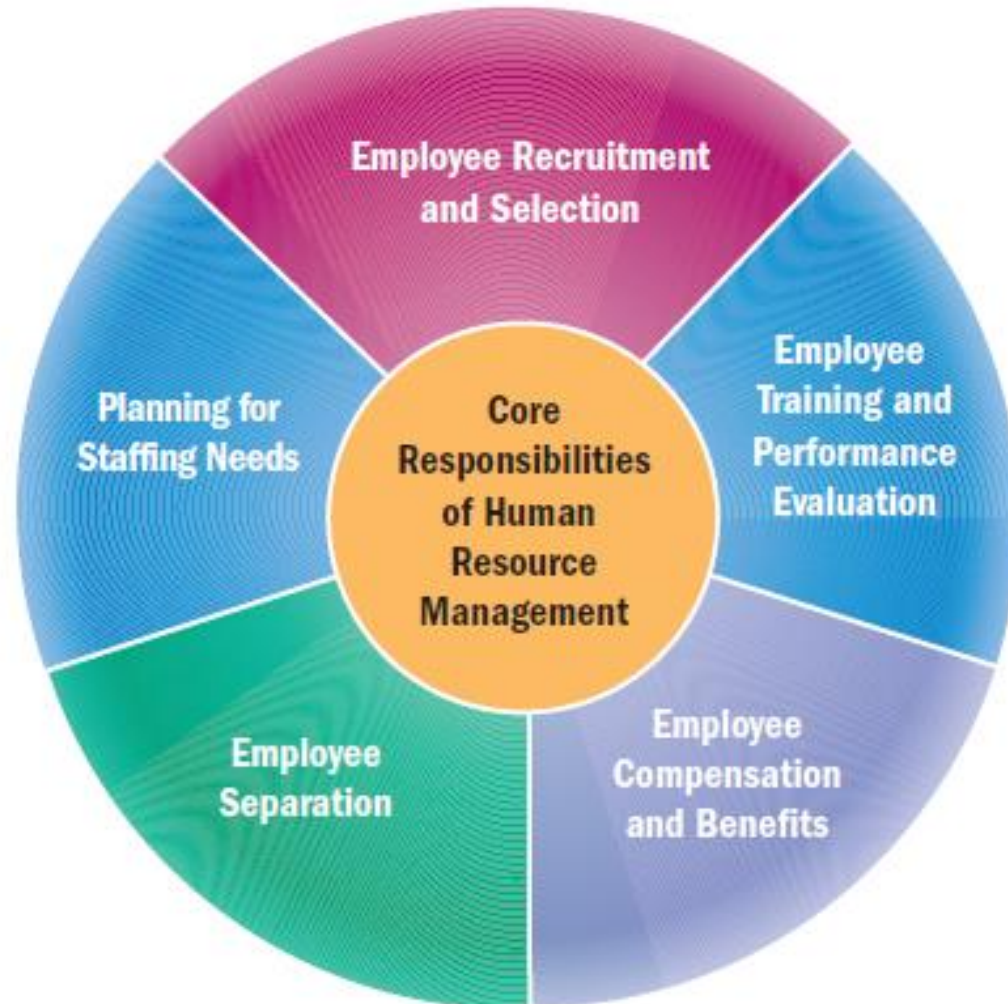 Employee Recruitment
and Selection
Employee
Training and
Performance
Evaluation
Employee
Compensation
and Benefits
Employee
Separation
Planning for
Staffing Needs
Core
Responsibilities
of Human
Resource
Management